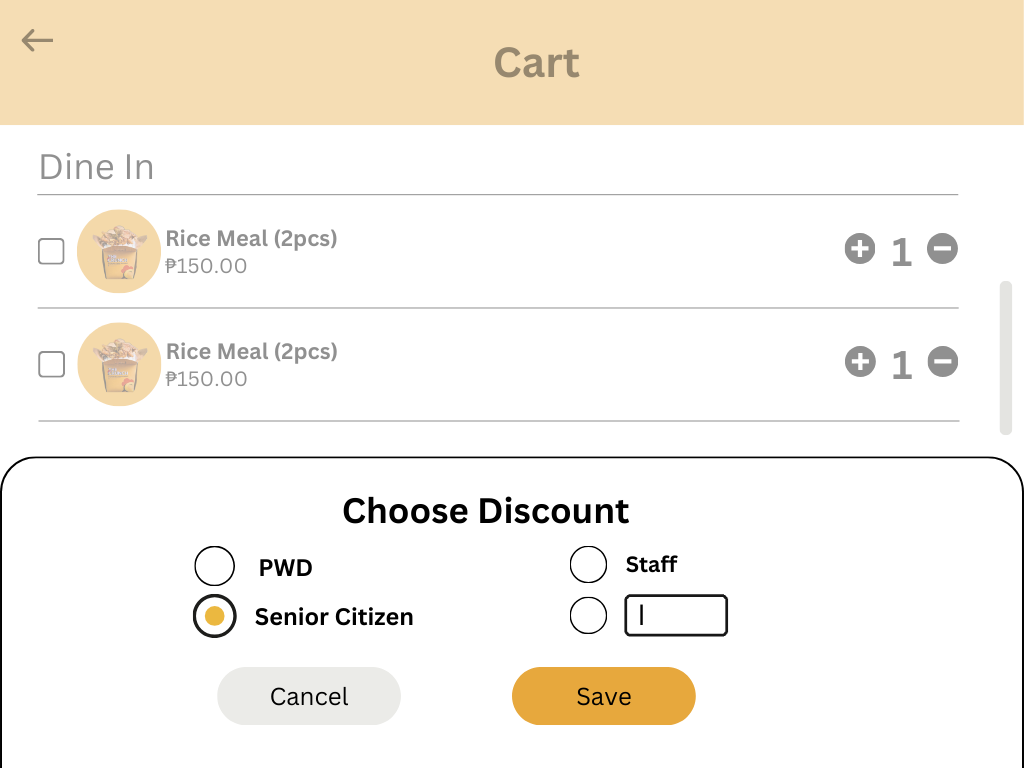 Cart
Dine In
Rice Meal (2pcs)
₱150.00
1
Rice Meal (2pcs)
₱150.00
1
Choose Discount
PWD
Staff
Senior Citizen
Cancel
Save